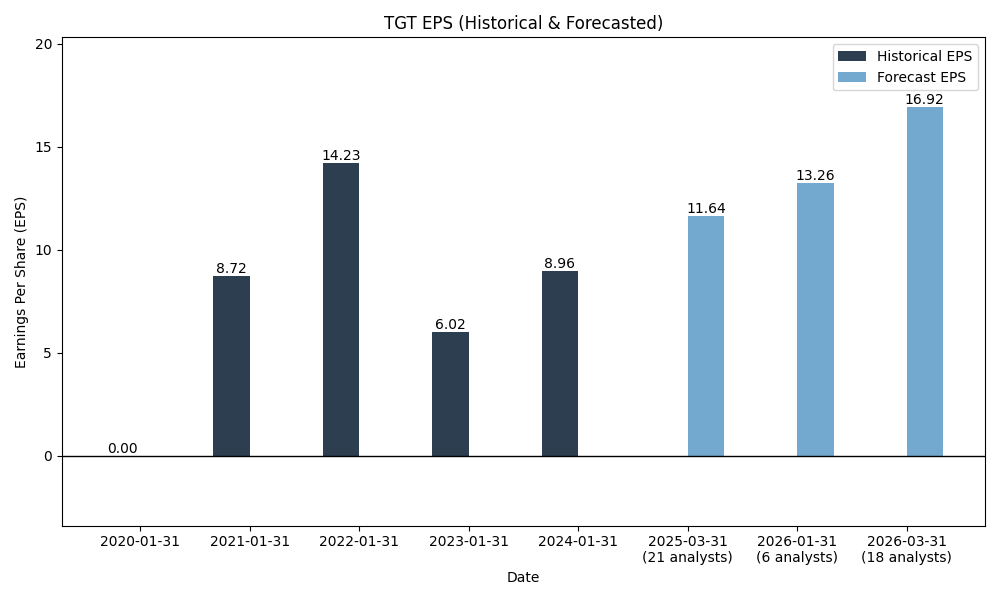 TGT EPS (Historical & Forecasted)
Historical EPS
Forecast EPS
Earnings Per Share (EPS)
20
15
10
5
0
0.00
8.72
14.23
6.02
8.96
11.64
13.26
16.92
2020-01-31
2021-01-31
2022-01-31
2023-01-31
2024-01-31
2025-03-31
(21 analysts)
2026-01-31
(6 analysts)
2026-03-31
(18 analysts)
Date